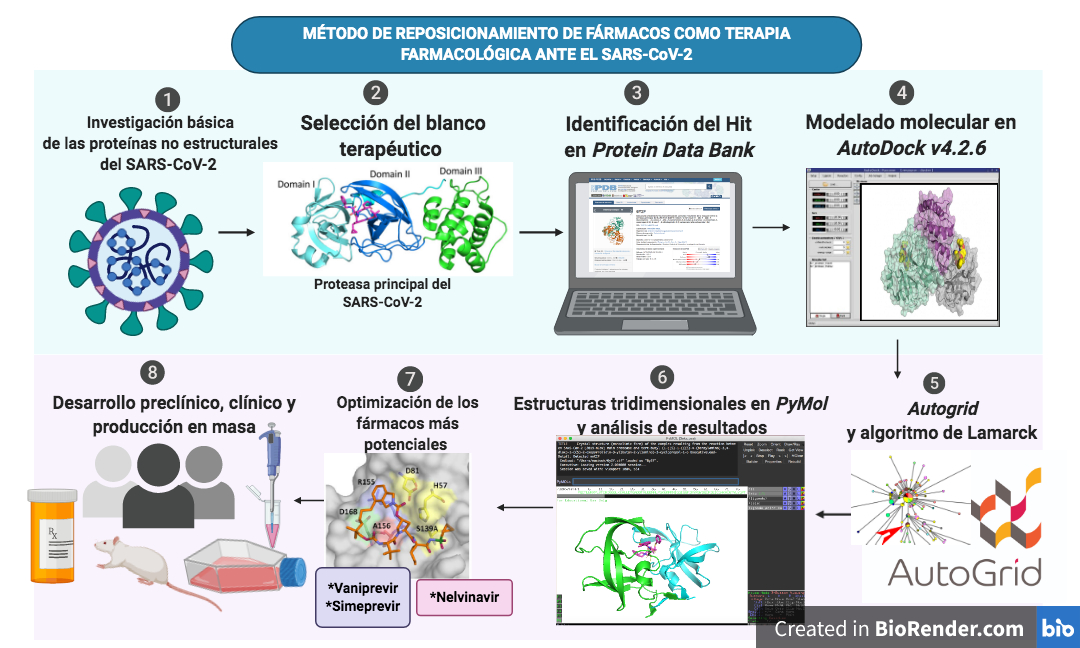 MÉTODO DE REPOSICIONAMIENTO DE FÁRMACOS COMO TERAPIA
FARMACOLÓGICA ANTE EL SARS-CoV-2
1
Investigación básica
de las proteínas no estructurales
del SARS-CoV-2
2
Selección del blanco
terapéutico
Domain I
Domain II
Domain III
Proteasa principal del
SARS-CoV-2
3
Identificación del Hit
en Protein Data Bank
PDB
4
Modelado molecular en
AutoDock v4.2.6
5
Autogrid
y algoritmo de Lamarck
AutoGrid
6
Estructuras tridimensionales en PyMol
y análisis de resultados
7
Optimización de los
fármacos más
potenciales
D81
R155
H57
D168
A156
S139A
*Vaniprevir
*Simeprevir
*Nelvinavir
8
Desarrollo preclínico, clínico y
producción en masa
Rx
Created in BioRender.com
bio